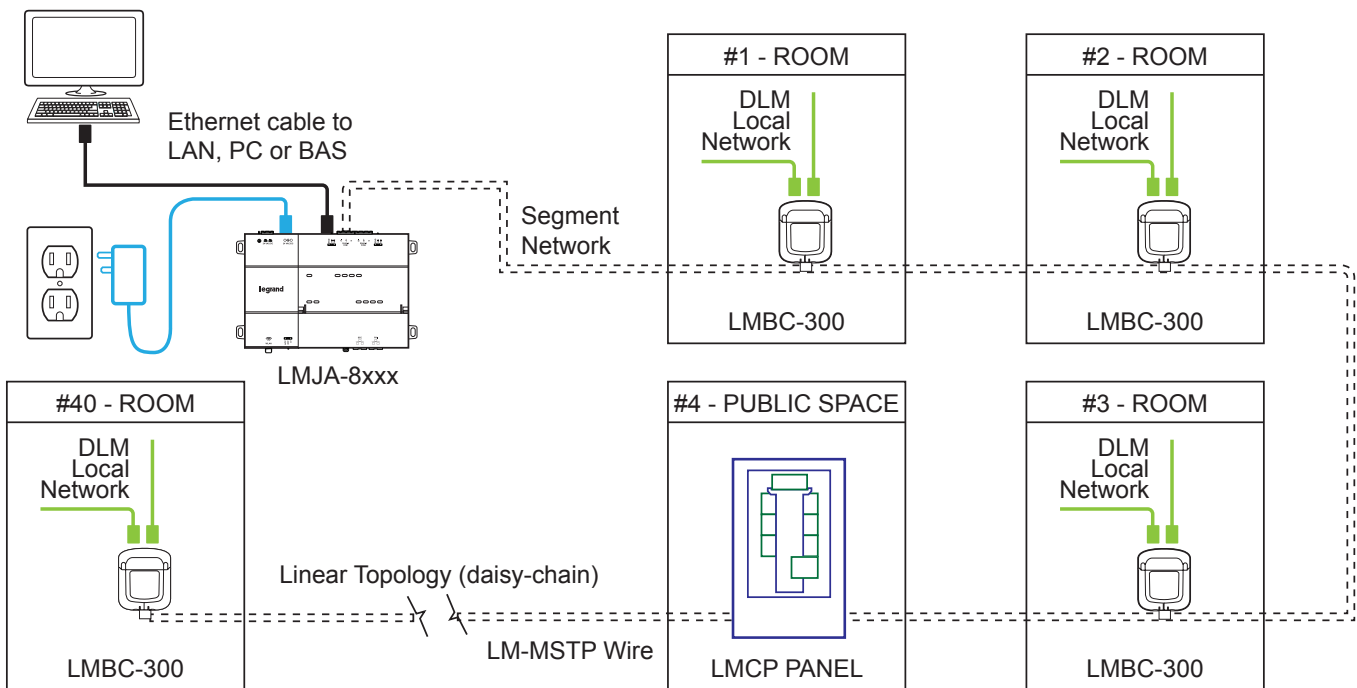 Ethernet cable to
LAN, PC or BAS
legrand
LMJA-8xxx
Segment
Network
#1 - ROOM
DLM
Local
Network
LMBC-300
#2 - ROOM
DLM
Local
Network
LMBC-300
#40 - ROOM
DLM
Local
Network
LMBC-300
Linear Topology (daisy-chain)
LM-MSTP Wire
#4 - PUBLIC SPACE
LMCP PANEL
#3 - ROOM
DLM
Local
Network
LMBC-300